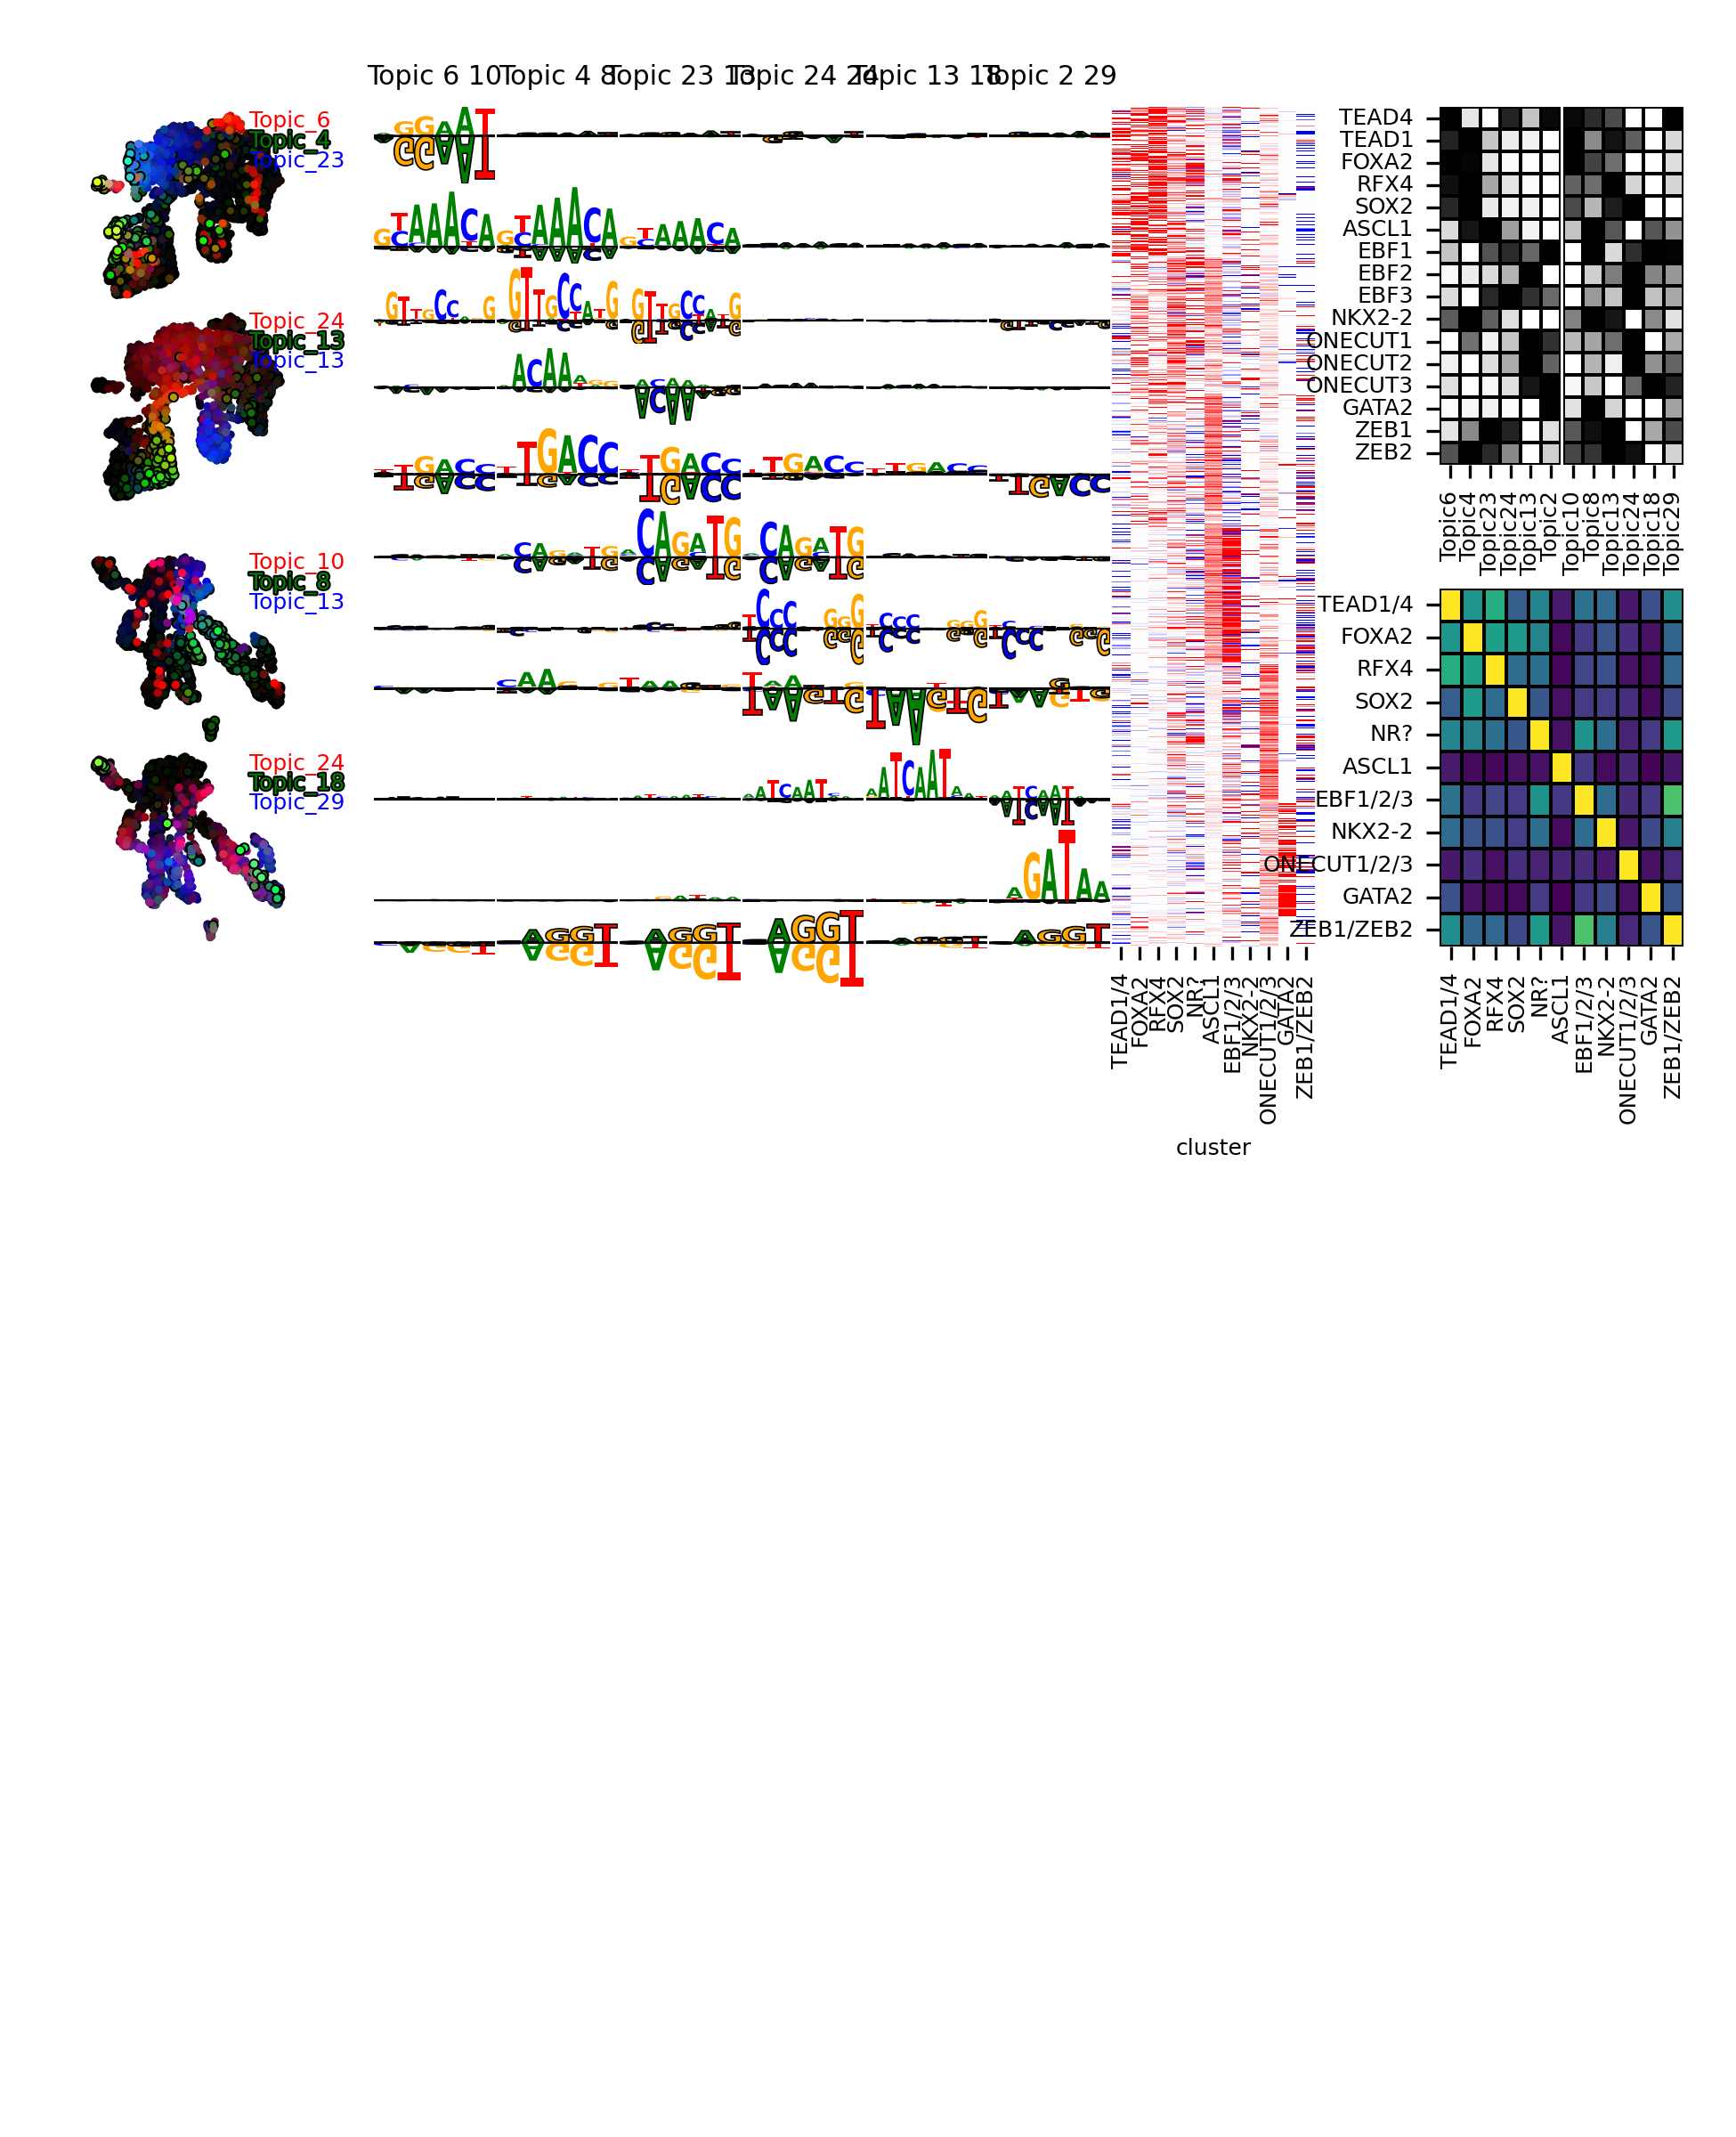 Topic 6 10
Topic 4 8
Topic 23 13
Topic 24 24
Topic 13 18
Topic 2 29
Topic_6
Topic_4
Topic_23
Topic_24
Topic_13
Topic_13
Topic_10
Topic_8
Topic_13
Topic_24
Topic_18
Topic_29
TEAD1/4
FOXA2
RFX4
SOX2
NR?
ASCL1
EBF1/2/3
NKX2-2
ONECUT1/2/3
GATA2
ZEB1/ZEB2
cluster
TEAD4
TEAD1
FOXA2
RFX4
SOX2
ASCL1
EBF1
EBF2
EBF3
NKX2-2
ONECUT1
ONECUT2
ONECUT3
GATA2
ZEB1
ZEB2
Topic6
Topic4
Topic23
Topic24
Topic13
Topic2
Topic10
Topic8
Topic13
Topic24
Topic18
Topic29
TEAD1/4
FOXA2
RFX4
SOX2
NR?
ASCL1
EBF1/2/3
NKX2-2
ONECUT1/2/3
GATA2
ZEB1/ZEB2
TEAD1/4
FOXA2
RFX4
SOX2
NR?
ASCL1
EBF1/2/3
NKX2-2
ONECUT1/2/3
GATA2
ZEB1/ZEB2